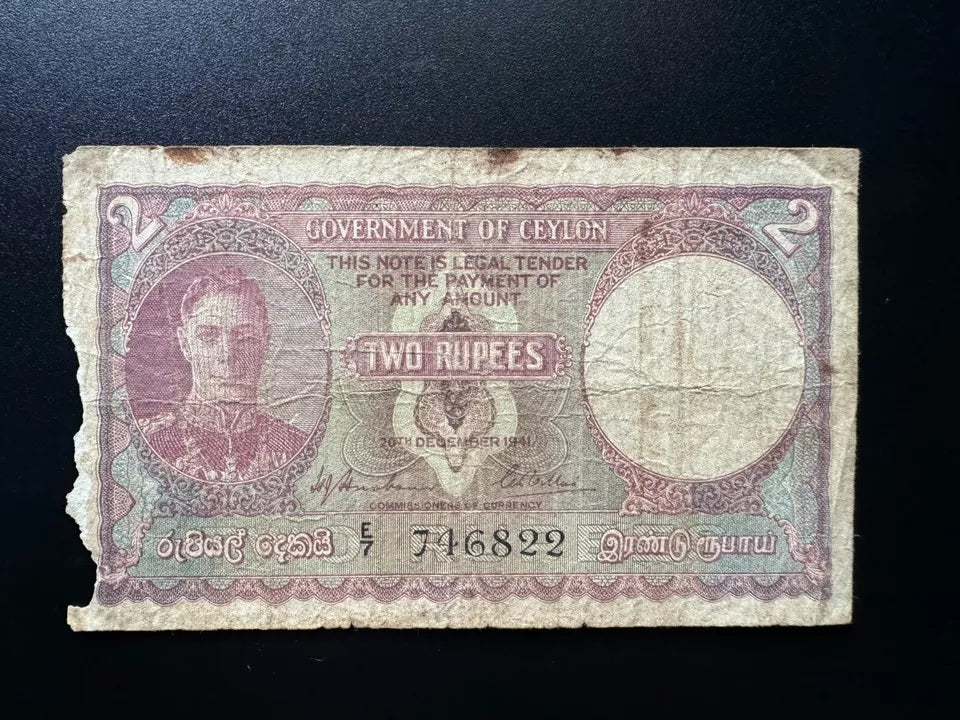 2
2
GOVERNMENT OF CEYLON
THIS NOTE IS LEGAL TENDER
FOR THE PAYMENT OF
ANY AMOUNT
TWO RUPEES
20TH DECEMBER 1941
COMMISSIONERS OF CURRENCY
රුපියල් දෙකයි E/7 746822 இரண்டு ரூபாய்